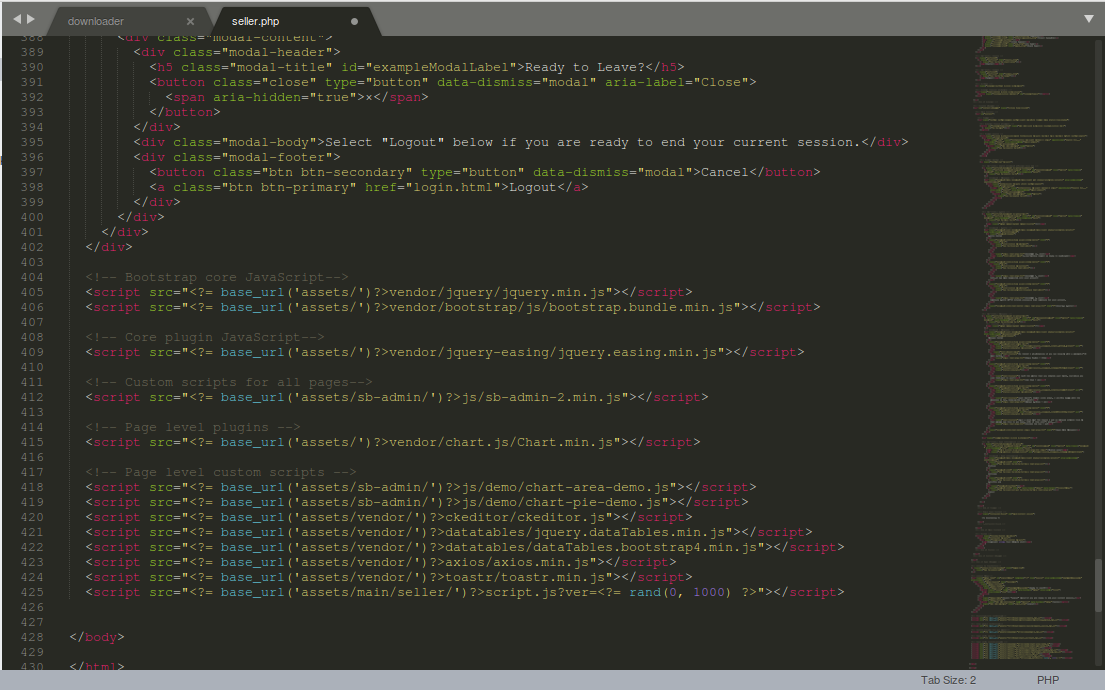 downloader
seller.php
388 <div class="modal-content">
389 <div class="modal-header">
390 <h5 class="modal-title" id="exampleModalLabel">Ready to Leave?</h5>
391 <button class="close" type="button" data-dismiss="modal" aria-label="Close">
392 <span aria-hidden="true">×</span>
393 </button>
394 </div>
395 <div class="modal-body">Select "Logout" below if you are ready to end your current session.</div>
396 <div class="modal-footer">
397 <button class="btn btn-secondary" type="button" data-dismiss="modal">Cancel</button>
398 <a class="btn btn-primary" href="login.html">Logout</a>
399 </div>
400 </div>
401 </div>
402 </div>
403
404 <!-- Bootstrap core JavaScript-->
405 <script src="<?= base_url('assets/')?>vendor/jquery/jquery.min.js"></script>
406 <script src="<?= base_url('assets/')?>vendor/bootstrap/js/bootstrap.bundle.min.js"></script>
407
408 <!-- Core plugin JavaScript-->
409 <script src="<?= base_url('assets/')?>vendor/jquery-easing/jquery.easing.min.js"></script>
410
411 <!-- Custom scripts for all pages-->
412 <script src="<?= base_url('assets/sb-admin/')?>js/sb-admin-2.min.js"></script>
413
414 <!-- Page level plugins -->
415 <script src="<?= base_url('assets/')?>vendor/chart.js/Chart.min.js"></script>
416
417 <!-- Page level custom scripts -->
418 <script src="<?= base_url('assets/sb-admin/')?>js/demo/chart-area-demo.js"></script>
419 <script src="<?= base_url('assets/sb-admin/')?>js/demo/chart-pie-demo.js"></script>
420 <script src="<?= base_url('assets/vendor/')?>ckeditor/ckeditor.js"></script>
421 <script src="<?= base_url('assets/vendor/')?>datatables/jquery.dataTables.min.js"></script>
422 <script src="<?= base_url('assets/vendor/')?>datatables/dataTables.bootstrap4.min.js"></script>
423 <script src="<?= base_url('assets/vendor/')?>axios/axios.min.js"></script>
424 <script src="<?= base_url('assets/vendor/')?>toastr/toastr.min.js"></script>
425 <script src="<?= base_url('assets/main/seller/')?>script.js?ver=<?= rand(0, 1000) ?>"></script>
426
427
428 </body>
429
430 </html>
Tab Size: 2
PHP